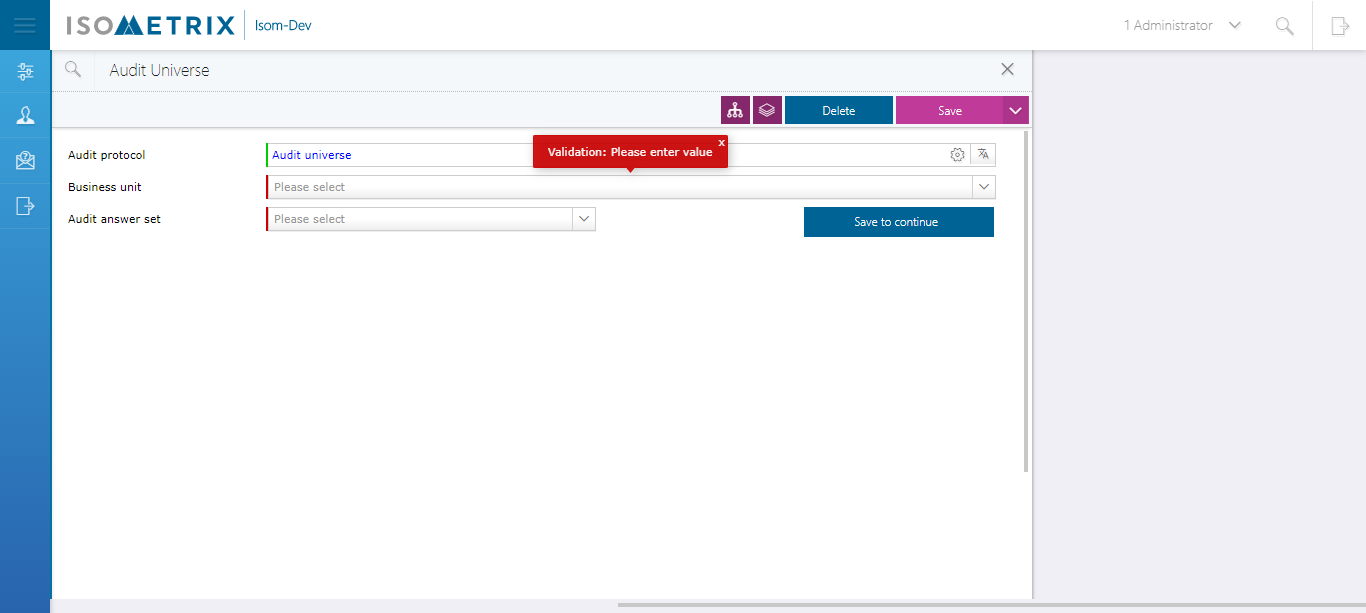 ISOMETRIX Isom-Dev 1 Administrator
Audit Universe
Delete Save
Validation: Please enter value x
Audit protocol Audit universe
Business unit Please select
Audit answer set Please select Save to continue